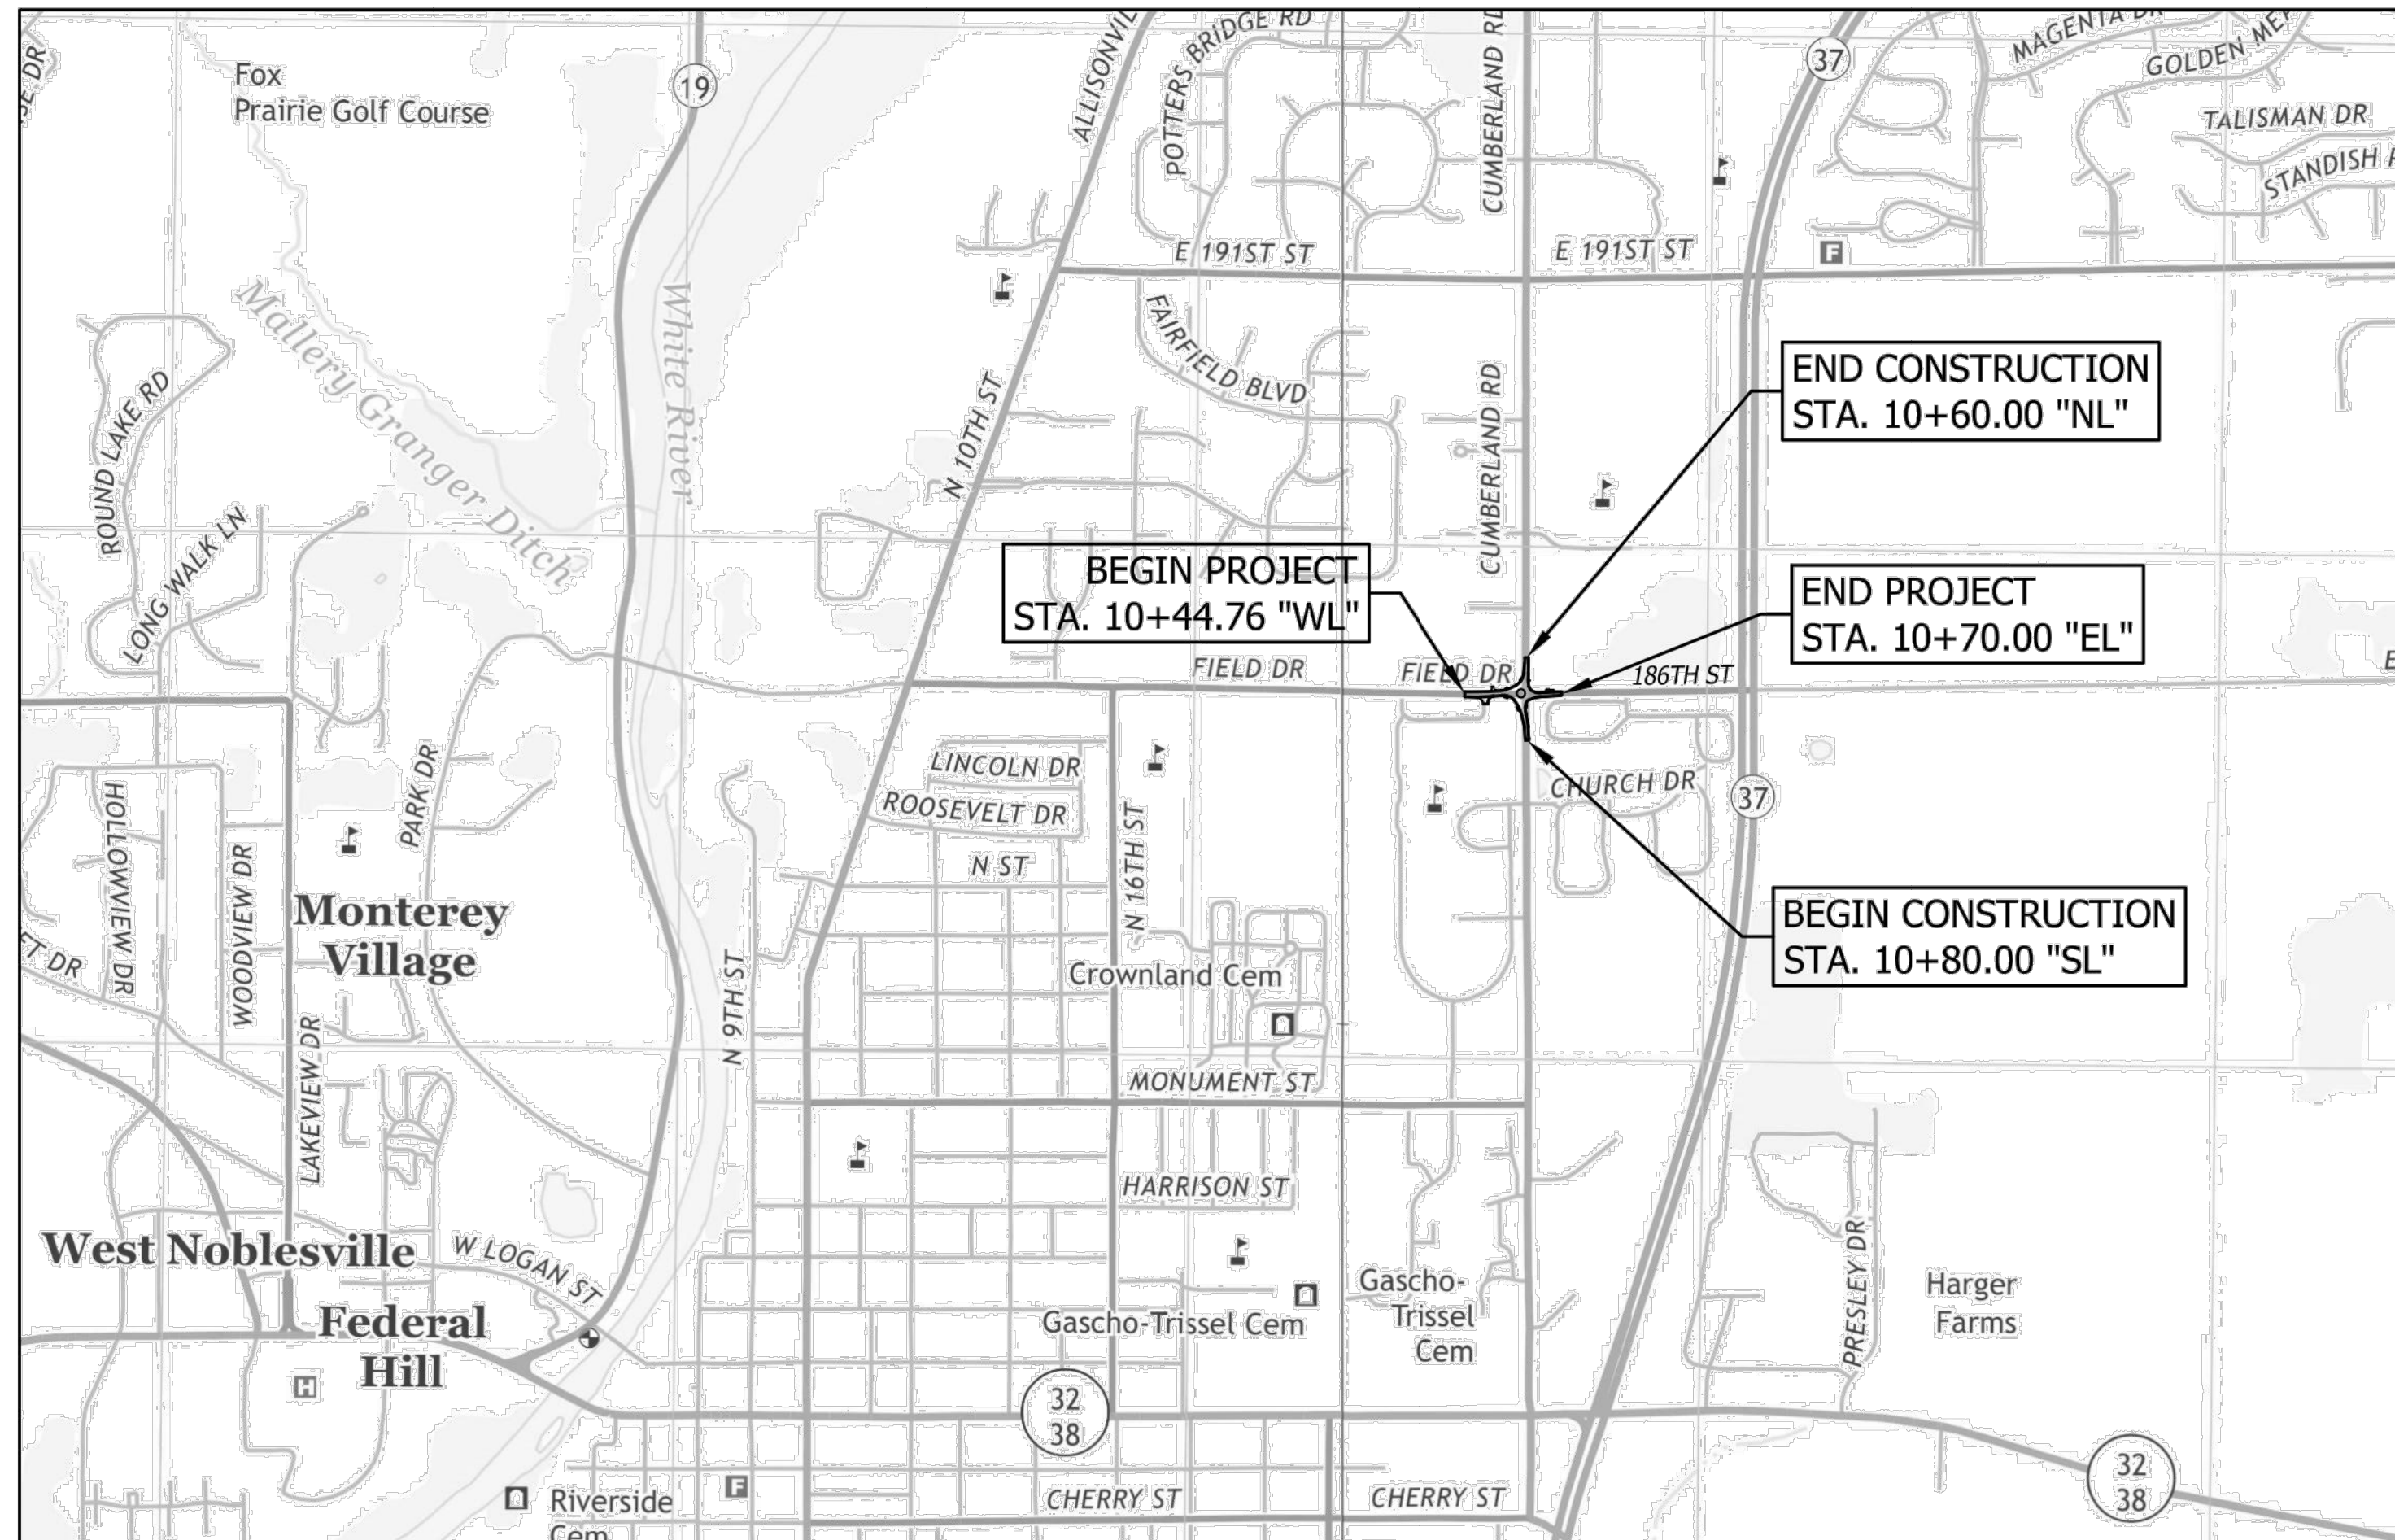 Fox
Prairie Golf Course
19
ALLISONVIL
POTTERS BRIDGE RD
CUMBERLAND RD
37
MAGENTA DR
GOLDEN MEA
TALISMAN DR
STANDISH
E 191ST ST
E 191ST ST
F
Mallery Granger Ditch
White River
ROUND LAKE RD
LONG WALK LN
N 10TH ST
FAIRFIELD BLVD
CUMBERLAND RD
END CONSTRUCTION
STA. 10+60.00 "NL"
BEGIN PROJECT
STA. 10+44.76 "WL"
END PROJECT
STA. 10+70.00 "EL"
FIELD DR
FIELD DR
186TH ST
E
LINCOLN DR
ROOSEVELT DR
N ST
N 16TH ST
CHURCH DR
37
PARK DR
HOLLOWVIEW DR
WOODVIEW DR
FT DR
Monterey
Village
BEGIN CONSTRUCTION
STA. 10+80.00 "SL"
N 9TH ST
Crownland Cem
LAKEVIEW DR
MONUMENT ST
HARRISON ST
West Noblesville
W LOGAN ST
Federal
Hill
H
Gascho-Trissel Cem
Gascho-
Trissel
Cem
PRESLEY DR
Harger
Farms
32
38
32
38
Riverside
Cem
F
CHERRY ST
CHERRY ST